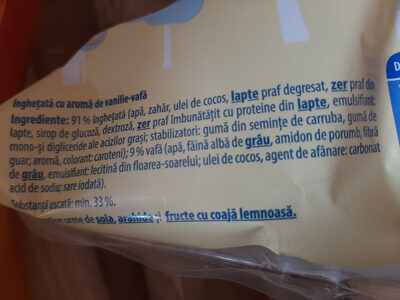 Înghețată cu aromă de vanilie-vafă
Ingrediente: 91 % înghețată (apă, zahăr, ulei de cocos, lapte praf degresat, zer praf din
lapte, sirop de glucoză, dextroză, zer praf îmbunătățit cu proteine din lapte, emulsifiant:
mono-și digliceride ale acizilor grași; stabilizatori: gumă din semințe de carruba, gumă de
guar; aromă, colorant: caroteni); 9 % vafă (apă, făină albă de grâu, amidon de porumb, fibră
de grâu, emulsifiant: lecitină din floarea-soarelui; ulei de cocos, agent de afânare: carbonat
acid de sodiu; sare iodată).
Substanță uscată: min. 33 %.
urme de soia, arahide și fructe cu coajă lemnoasă.
D